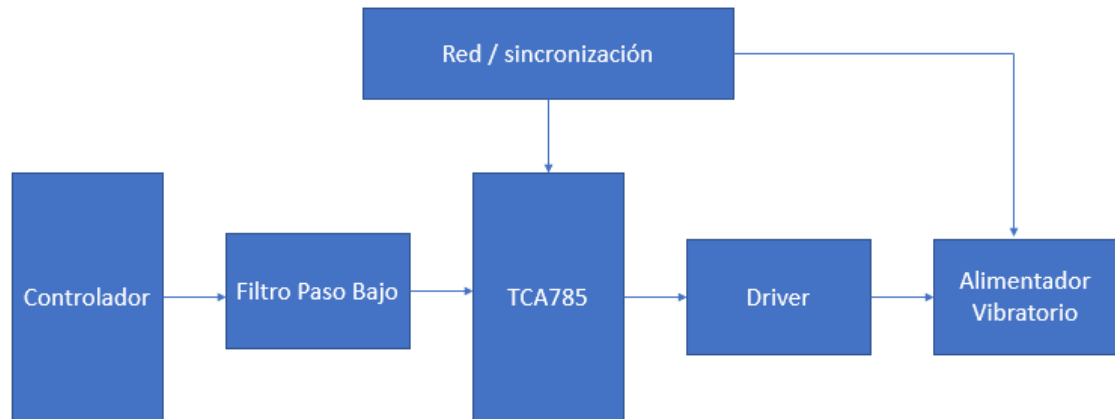 Red / sincronización
Controlador
Filtro Paso Bajo
TCA785
Driver
Alimentador
Vibratorio